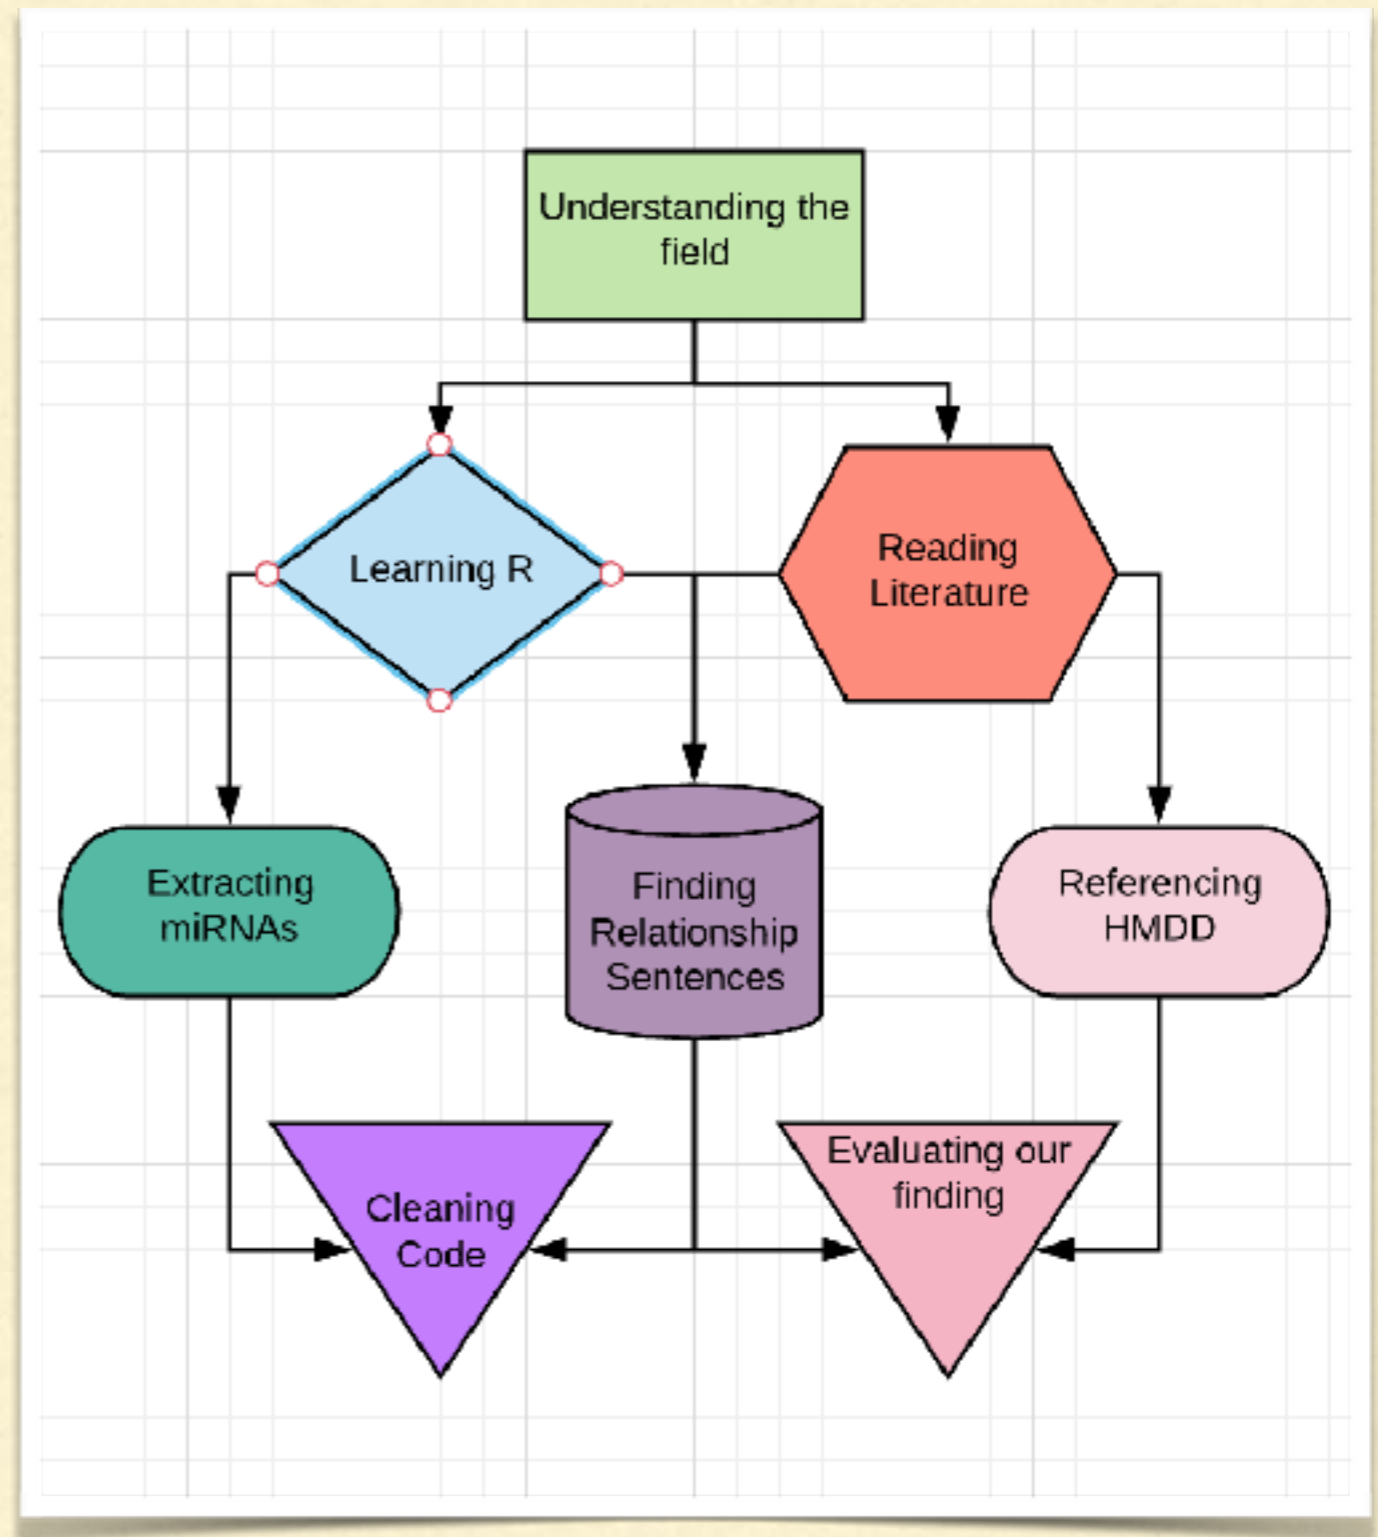 Understanding the
field
Learning R
Reading
Literature
Extracting
miRNAs
Finding
Relationship
Sentences
Referencing
HMDD
Cleaning
Code
Evaluating our
finding